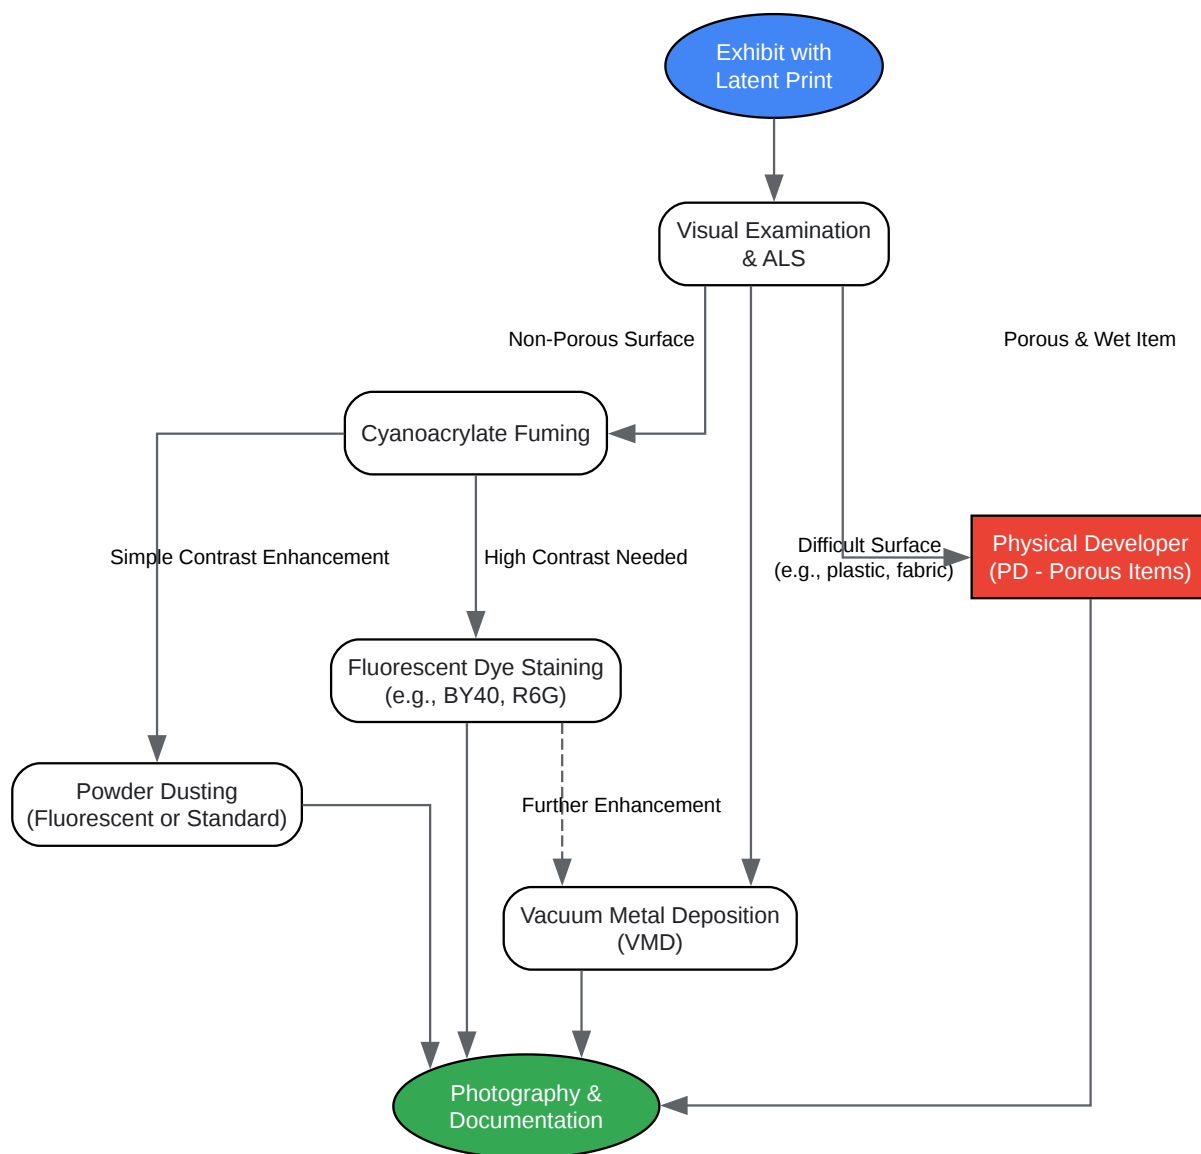 Exhibit with
Latent Print
Visual Examination
& ALS
Non-Porous Surface
Porous & Wet Item
Cyanoacrylate Fuming
Simple Contrast Enhancement
High Contrast Needed
Difficult Surface
(e.g., plastic, fabric)
Physical Developer
(PD - Porous Items)
Fluorescent Dye Staining
(e.g., BY40, R6G)
Powder Dusting
(Fluorescent or Standard)
Further Enhancement
Vacuum Metal Deposition
(VMD)
Photography &
Documentation